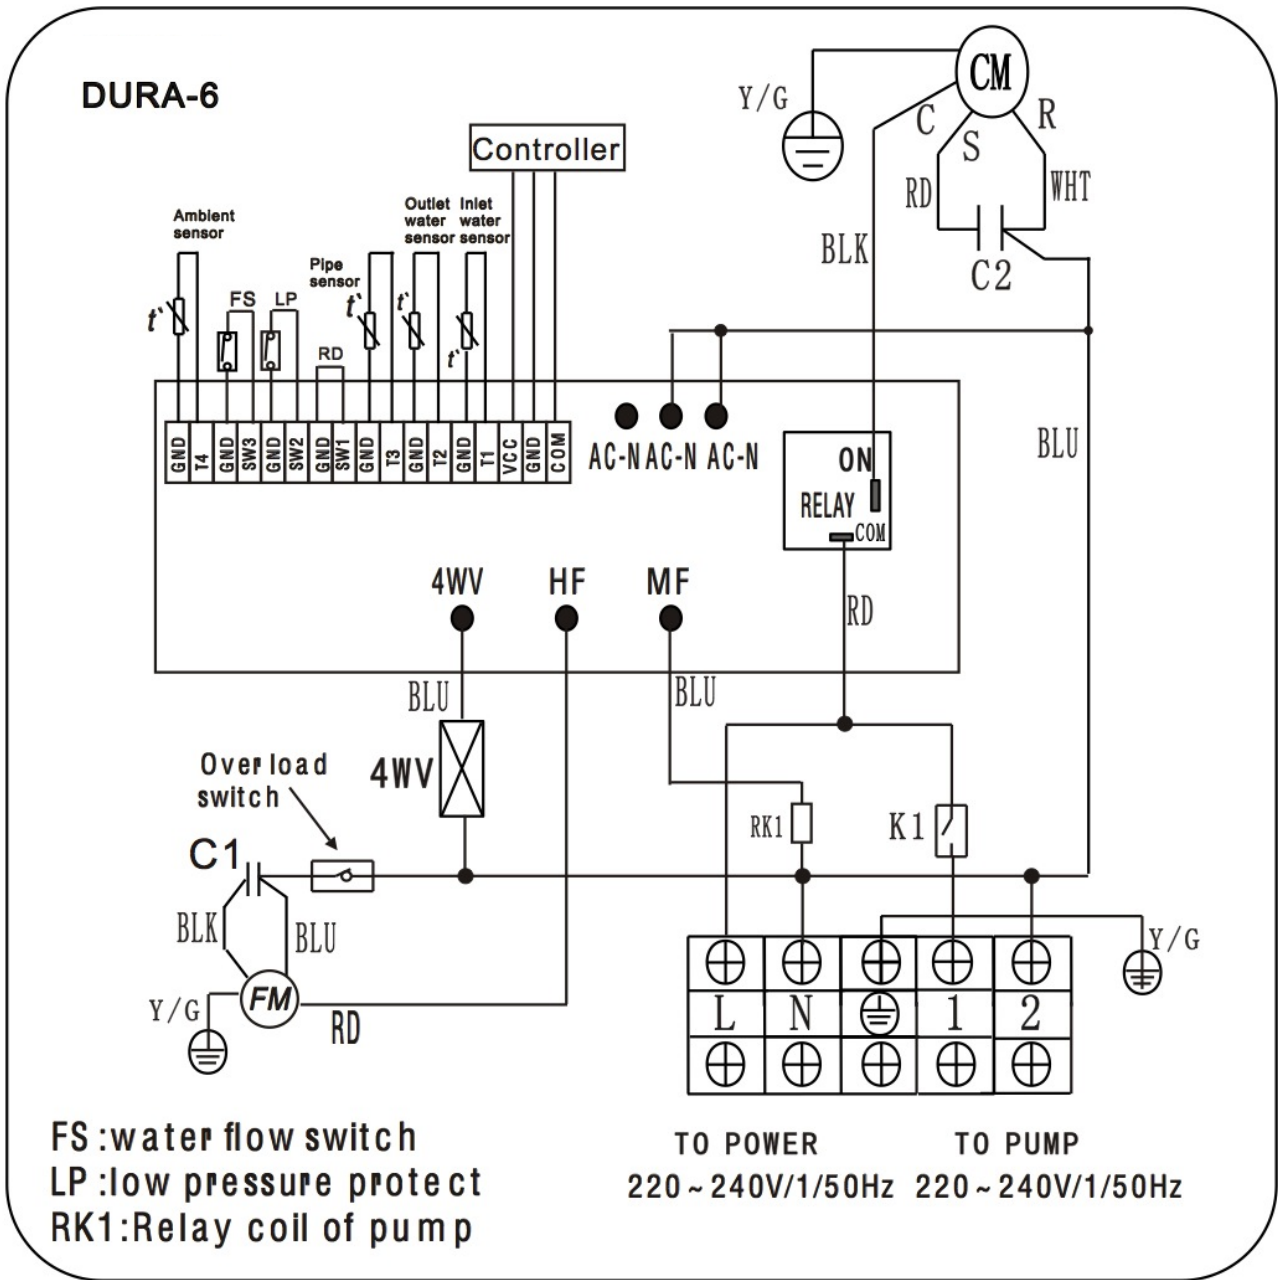 DURA-6
CM
Y/G
C
S
R
RD
WHT
C2
BLK
Controller
Ambient
sensor
Outlet
water
sensor
Inlet
water
sensor
Pipe
sensor
FS
LP
RD
t`
t`
t`
t`
GND
T4
GND
SW3
GND
SW2
GND
SW1
GND
T3
GND
T2
GND
T1
VCC
GND
COM
AC-N AC-N AC-N
ON
RELAY
COM
BLU
4WV
HF
MF
RD
BLU
BLU
Overload
switch
4WV
RK1
K1
C1
BLK
BLU
Y/G
FM
RD
Y/G
L N 1 2
TO POWER
TO PUMP
220~240V/1/50Hz
220~240V/1/50Hz
FS:water flow switch
LP:low pressure protect
RK1:Relay coil of pump